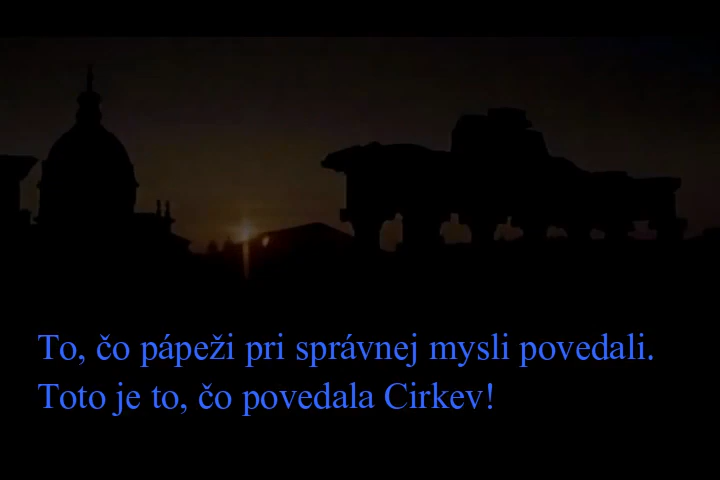 To, čo pápeži pri správnej mysli povedali.
Toto je to, čo povedala Cirkev!